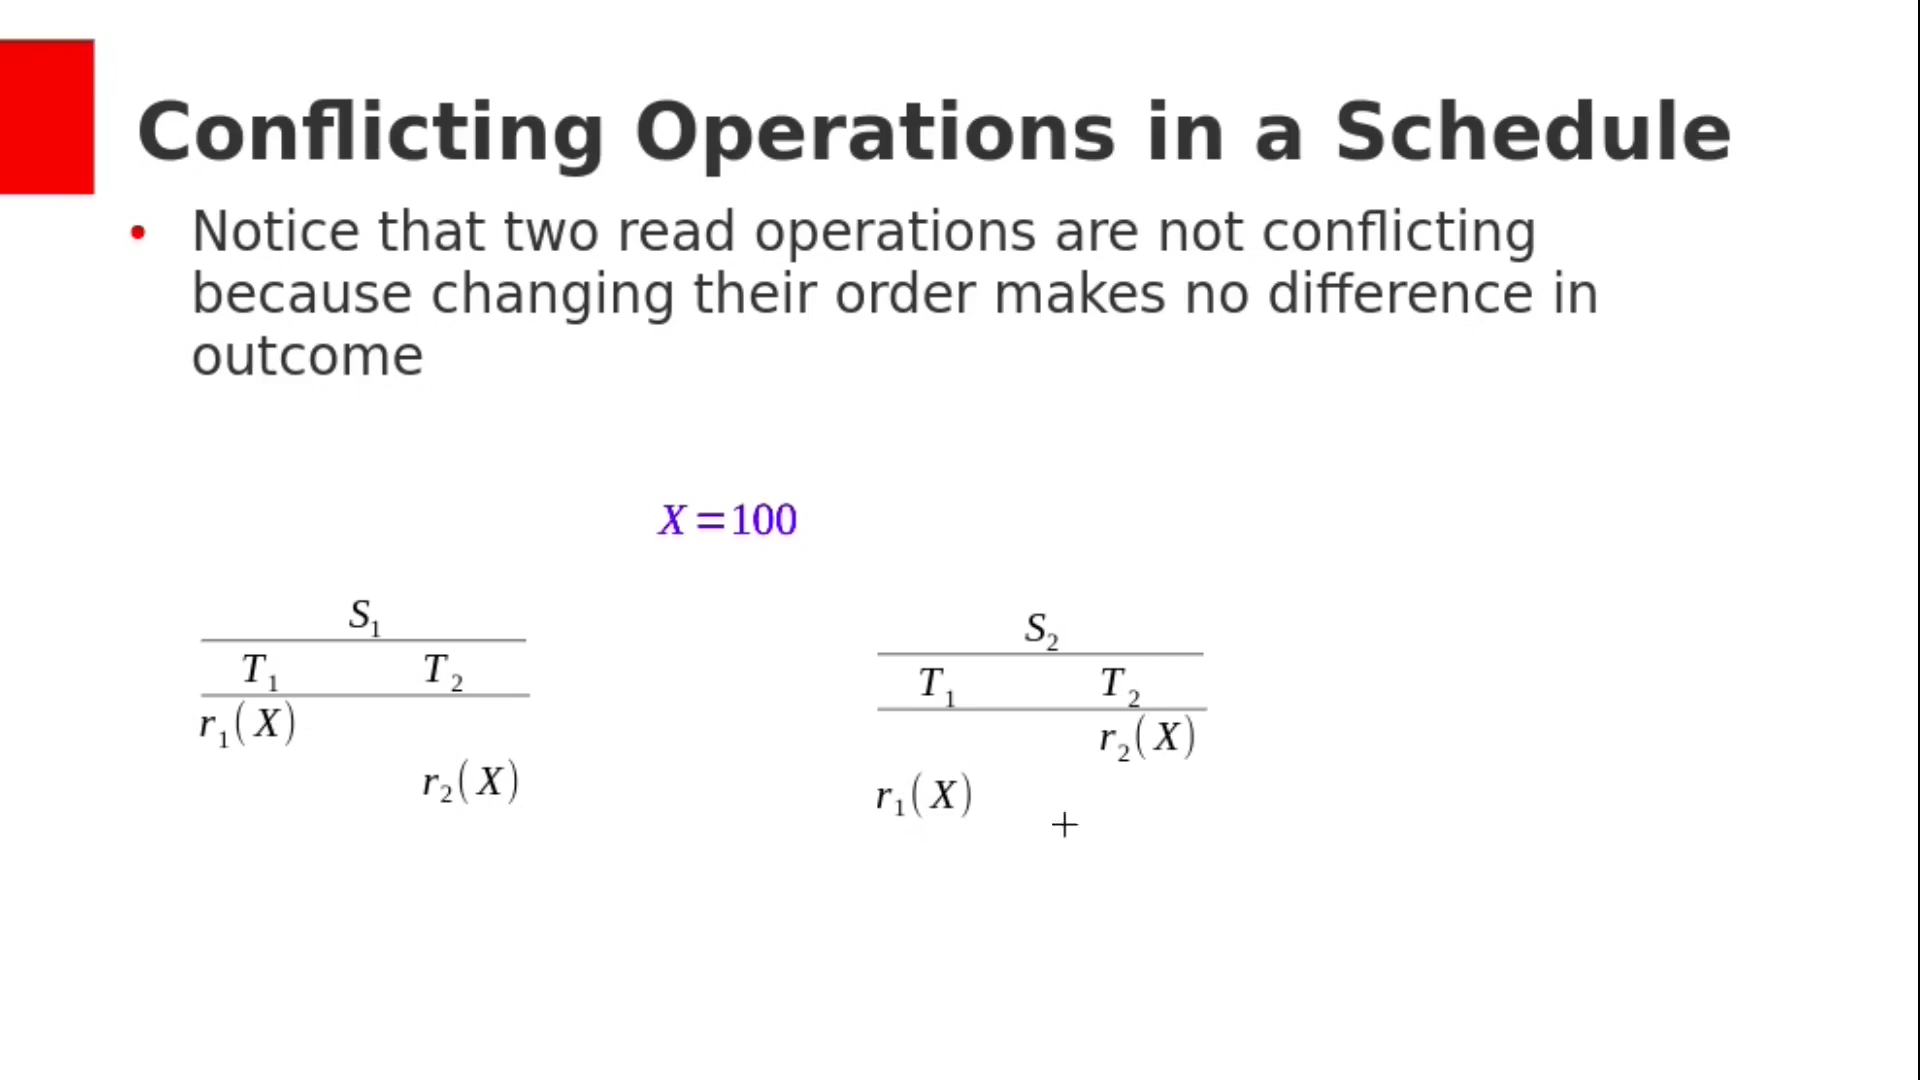 Conflicting Operations in a Schedule
• Notice that two read operations are not conflicting
because changing their order makes no difference in
outcome
X=100
S₁
T₁ T₂
r₁(X)
r₂(X)
S₂
T₁ T₂
r₂(X)
r₁(X)